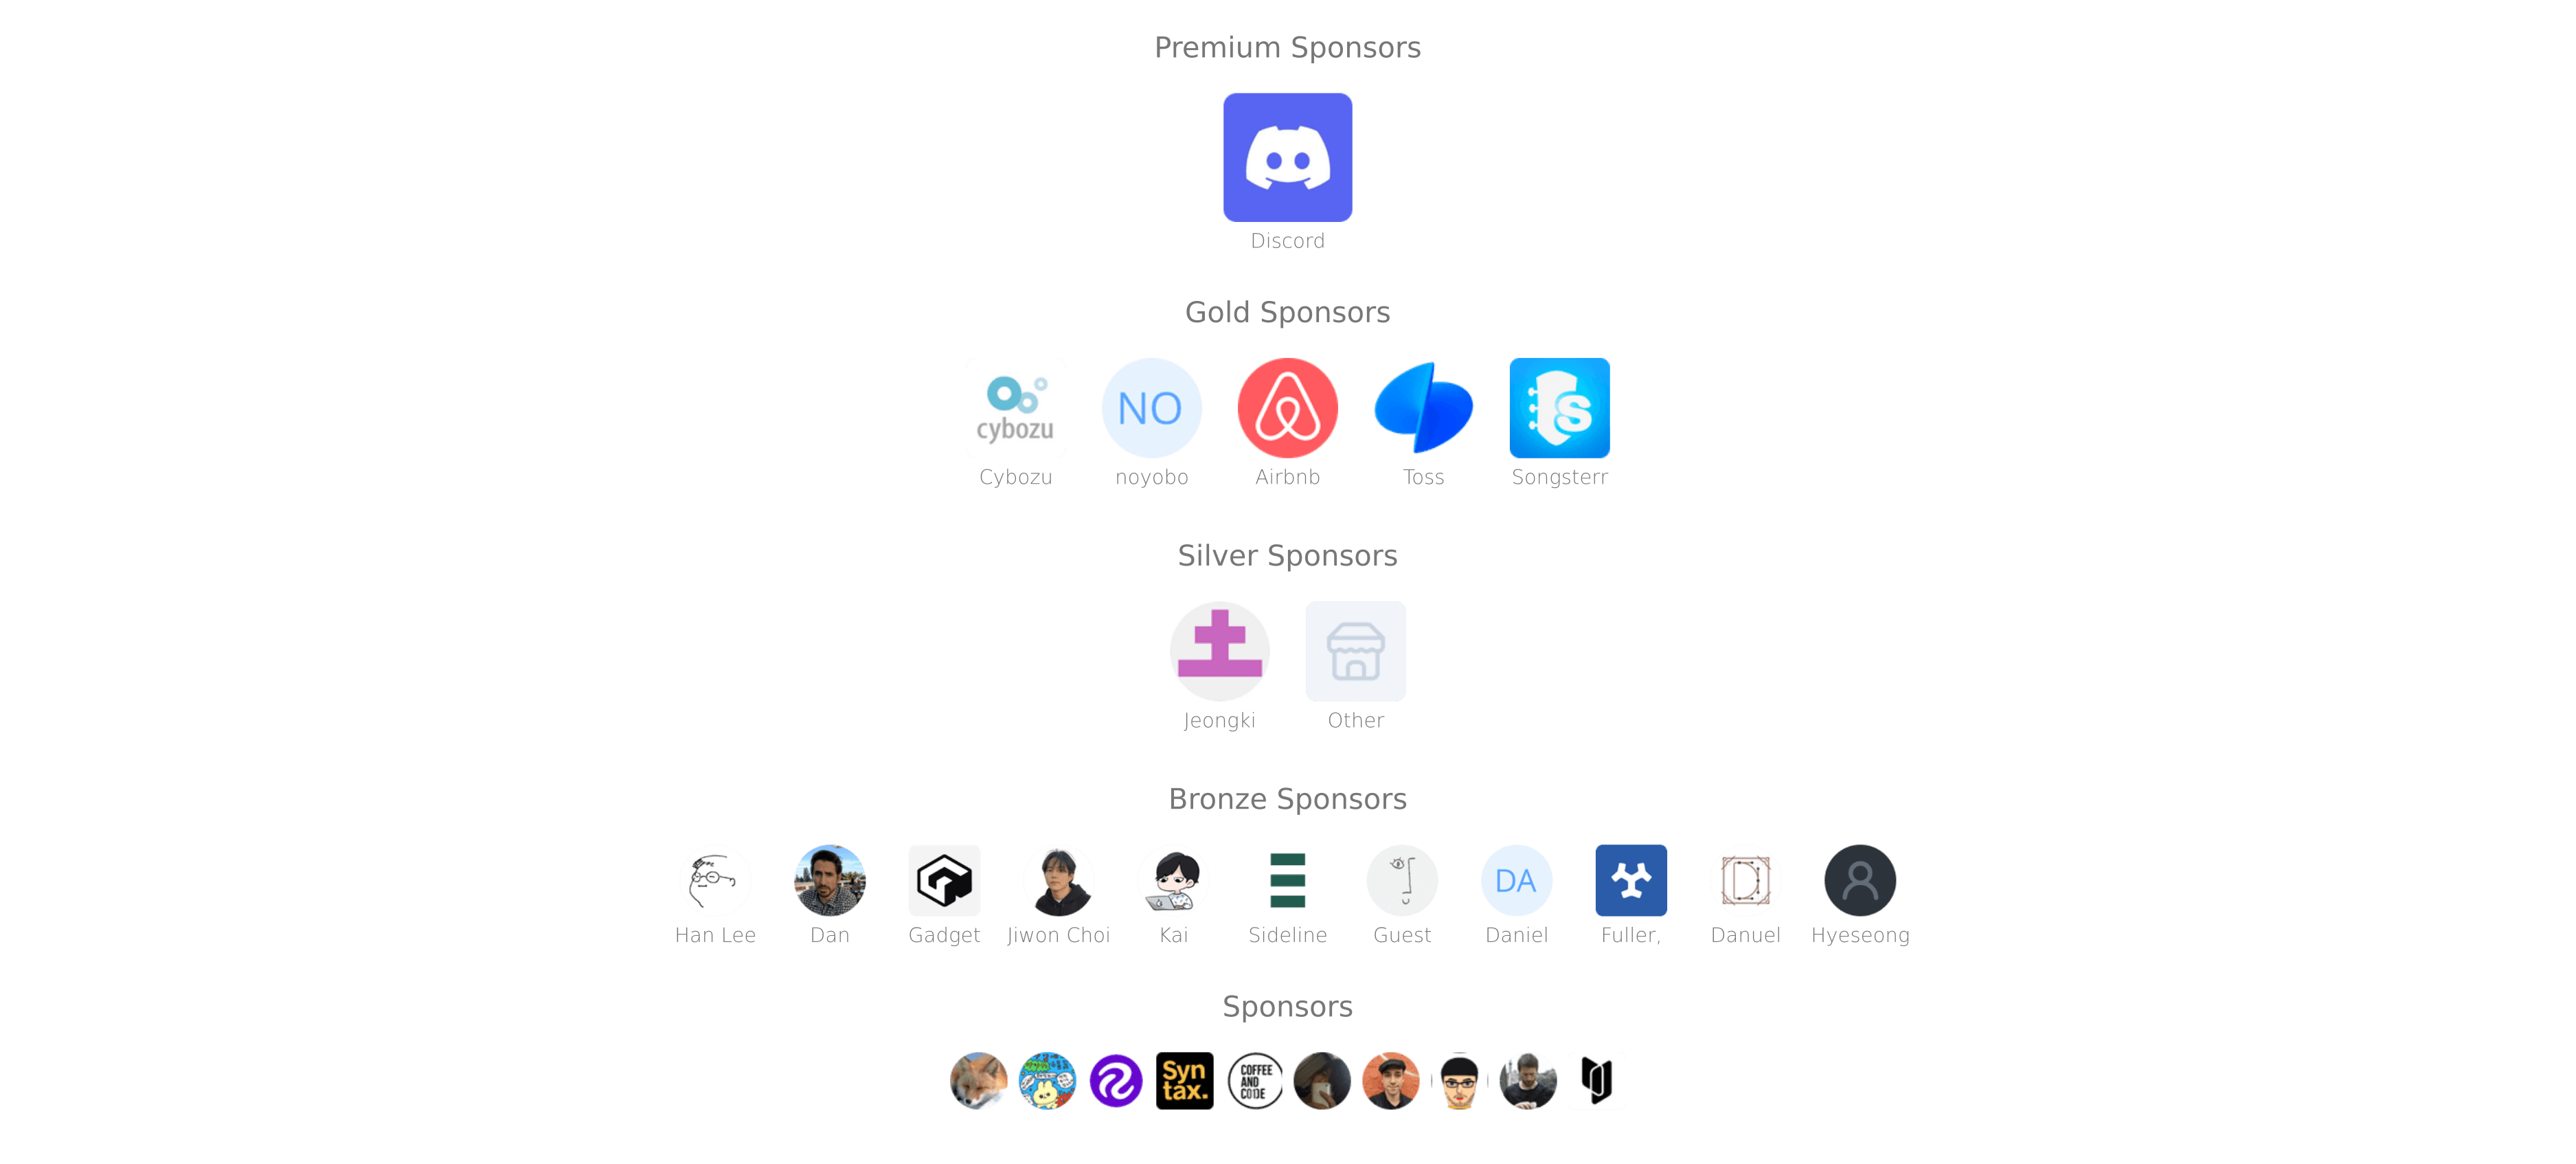 Premium Sponsors
Discord
Gold Sponsors
cybozu
NO
Cybozu noyobo Airbnb Toss Songsterr
Silver Sponsors
Jeongki Other
Bronze Sponsors
DA
Han Lee Dan Gadget Jiwon Choi Kai Sideline Guest Daniel Fuller, Danuel Hyeseong
Sponsors
Syn
tax.
COFFEE
AND
CODE